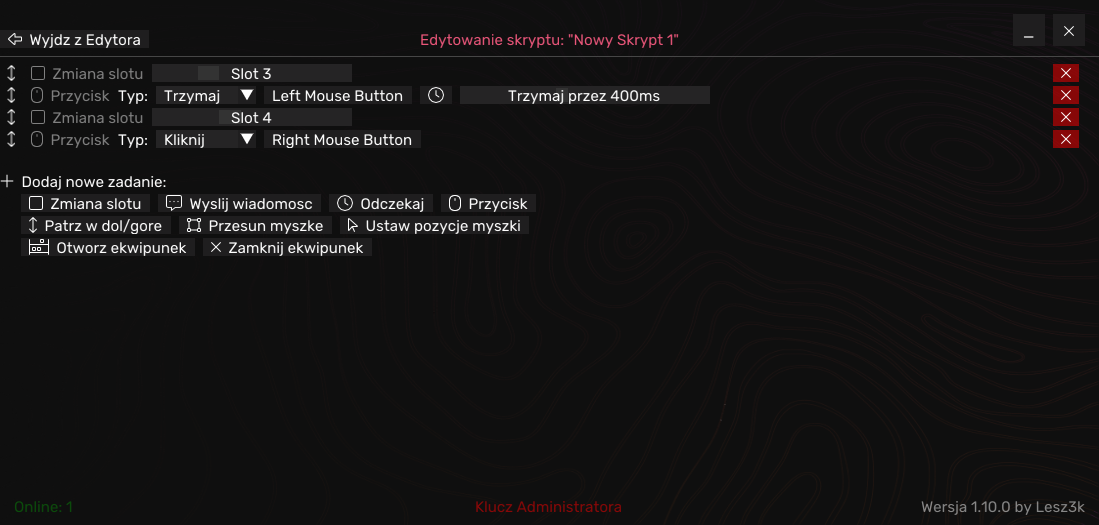 Wyjdz z Edytora
Edytowanie skryptu: "Nowy Skrypt 1"
Zmiana slotu Slot 3
Przycisk Typ: Trzymaj Left Mouse Button Trzymaj przez 400ms
Zmiana slotu Slot 4
Przycisk Typ: Kliknij Right Mouse Button
Dodaj nowe zadanie:
Zmiana slotu Wyslij wiadomosc Odczekaj Przycisk
Patrz w dol/gore Przesun myszke Ustaw pozycje myszki
Otworz ekwipunek Zamknij ekwipunek
Online: 1 Klucz Administratora Wersja 1.10.0 by Lesz3k